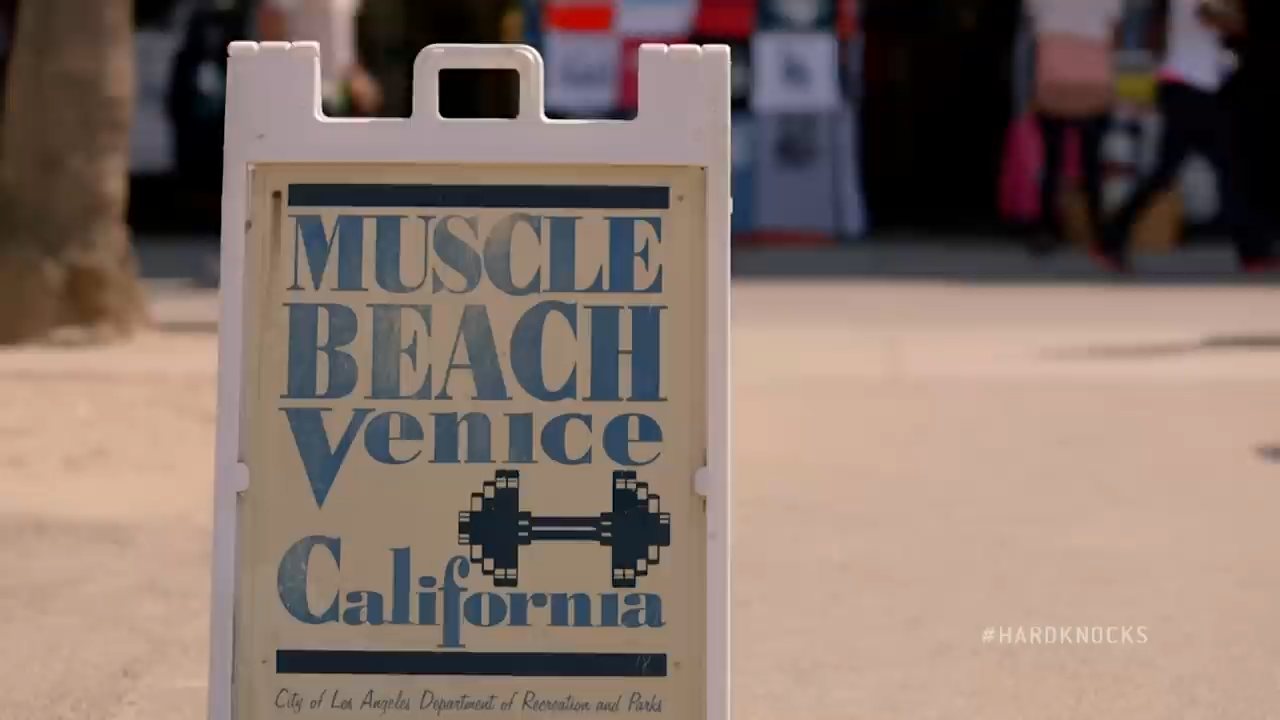 MUSCLE
BEACH
Venice
California
City of Los Angeles Department of Recreation and Parks
#HARDKNOCKS